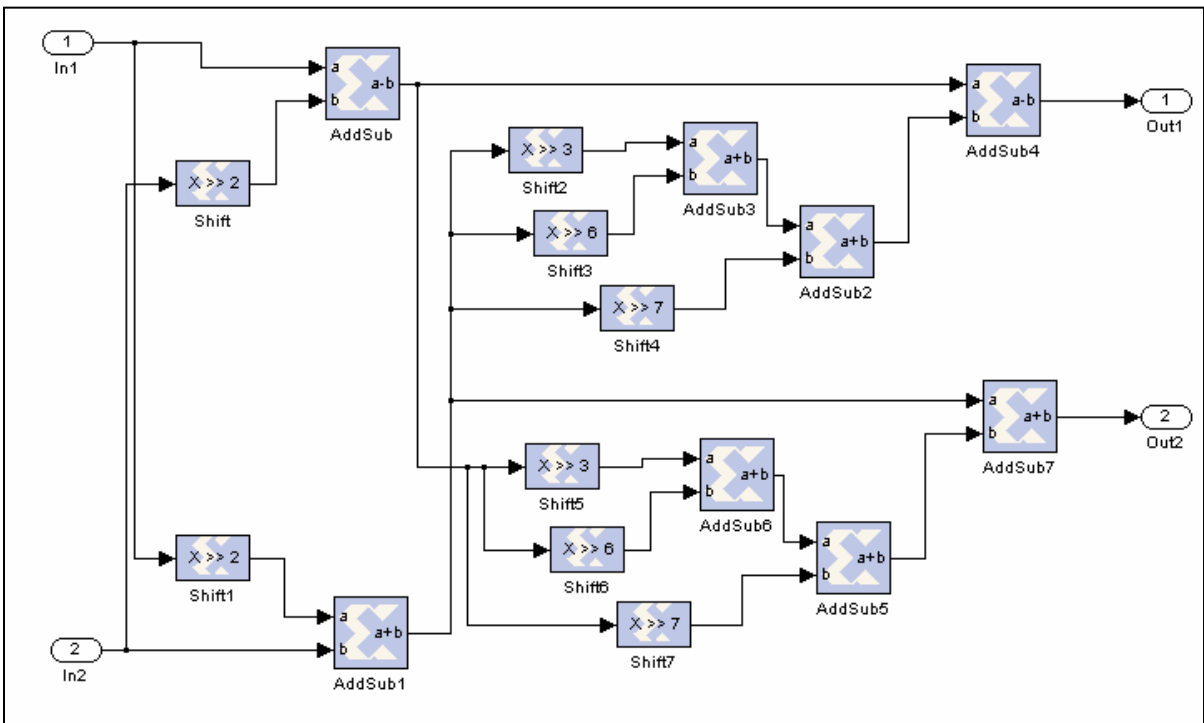 1
In1
a
b
a-b
AddSub
X >> 2
Shift
X >> 3
Shift2
a
b
a+b
AddSub3
X >> 6
Shift3
a
b
a+b
AddSub2
X >> 7
Shift4
a
b
a-b
AddSub4
1
Out1
X >> 2
Shift1
2
In2
a
b
a+b
AddSub1
X >> 3
Shift5
a
b
a+b
AddSub6
X >> 6
Shift6
a
b
a+b
AddSub5
X >> 7
Shift7
a
b
a+b
AddSub7
2
Out2